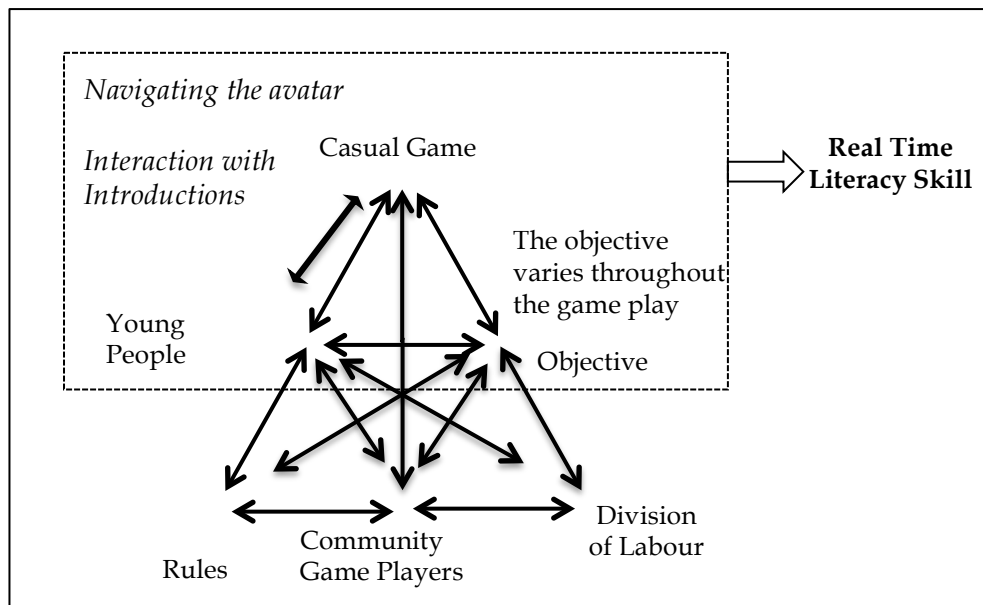 Navigating the avatar
Interaction with
Introductions
Casual Game
Real Time
Literacy Skill
The objective
varies throughout
the game play
Young
People
Objective
Rules
Community
Game Players
Division
of Labour